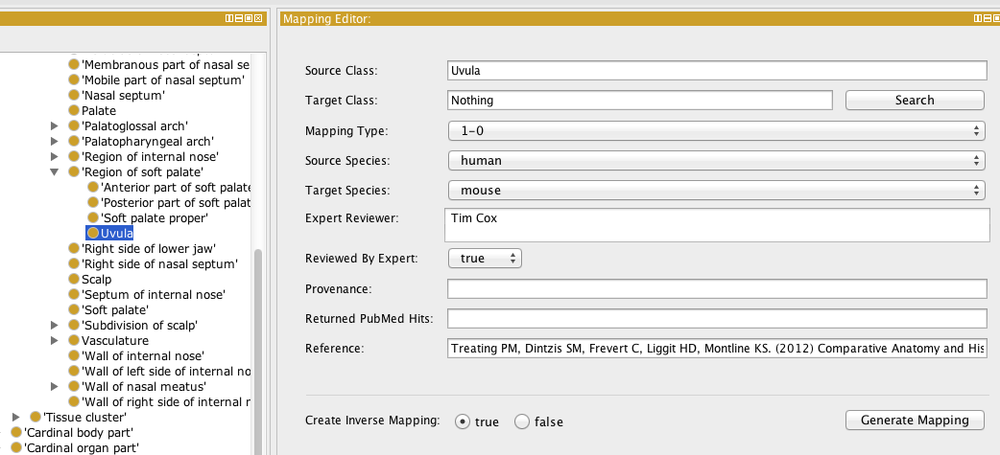 'Membranous part of nasal se
'Mobile part of nasal septum'
'Nasal septum'
Palate
'Palatoglossal arch'
'Palatopharyngeal arch'
'Region of internal nose'
'Region of soft palate'
'Anterior part of soft palate
'Posterior part of soft palat
'Soft palate proper'
Uvula
'Right side of lower jaw'
'Right side of nasal septum'
Scalp
'Septum of internal nose'
'Soft palate'
'Subdivision of scalp'
Vasculature
'Wall of internal nose'
'Wall of left side of internal no
'Wall of nasal meatus'
'Wall of right side of internal r
'Tissue cluster'
'Cardinal body part'
'Cardinal organ part'
Mapping Editor:
Source Class: Uvula
Target Class: Nothing Search
Mapping Type: 1-0
Source Species: human
Target Species: mouse
Expert Reviewer: Tim Cox
Reviewed By Expert: true
Provenance:
Returned PubMed Hits:
Reference: Treating PM, Dintzis SM, Frevert C, Liggit HD, Montline KS. (2012) Comparative Anatomy and His
Create Inverse Mapping: true false Generate Mapping